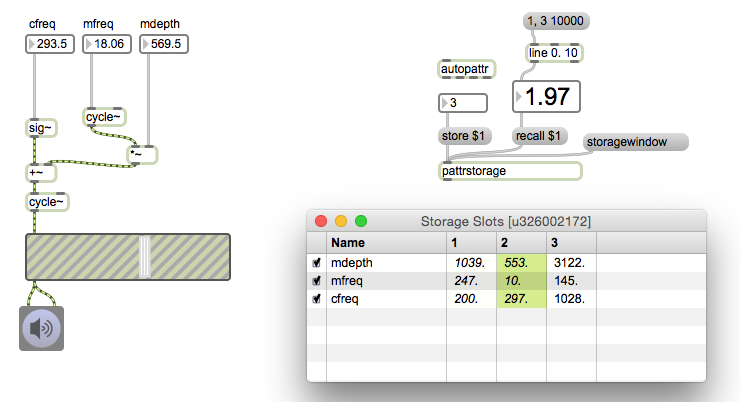 cfreq mfreq mdepth
293.5 18.06 569.5
cycle~
sig~
*~
+~
cycle~
1, 3 10000
line 0. 10
autopattr
3 1.97
store $1 recall $1 storagewindow
pattrstorage
Storage Slots [u326002172]
Name 1 2 3
mdepth 1039. 553. 3122.
mfreq 247. 10. 145.
cfreq 200. 297. 1028.